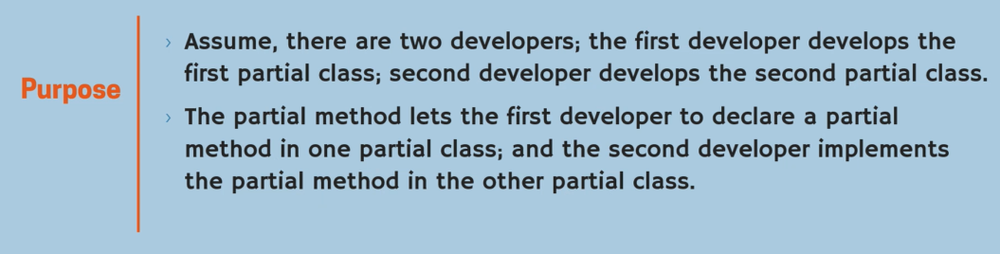 Purpose
› Assume, there are two developers; the first developer develops the
first partial class; second developer develops the second partial class.
› The partial method lets the first developer to declare a partial
method in one partial class; and the second developer implements
the partial method in the other partial class.